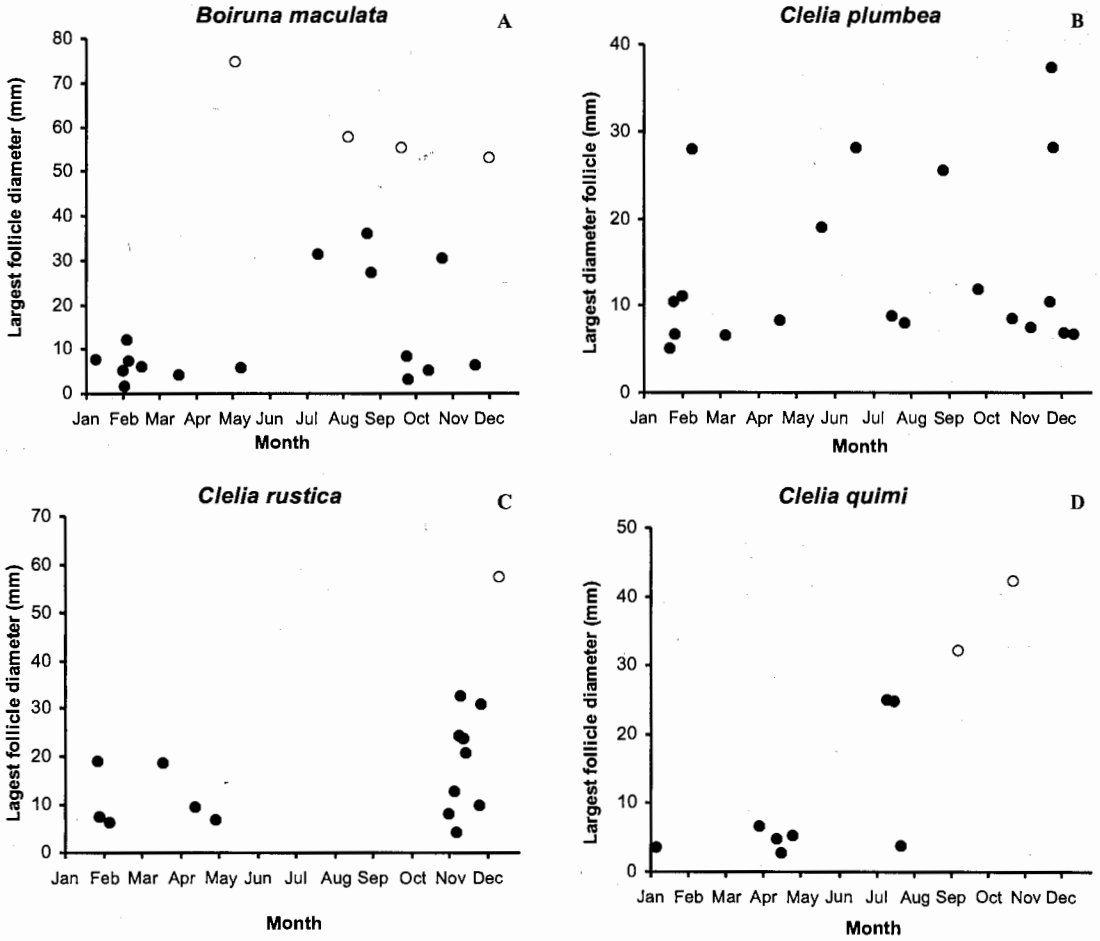 Boiruna maculata
A
Largest follicle diameter (mm)
80
70
60
50
40
30
20
10
0
Jan Feb Mar Apr May Jun Jul Aug Sep Oct Nov Dec
Month
Clelia plumbea
B
Largest diameter follicle (mm)
40
30
20
10
0
Jan Feb Mar Apr May Jun Jul Aug Sep Oct Nov Dec
Month
Clelia rustica
C
Lagest follicle diameter (mm)
70
60
50
40
30
20
10
0
Jan Feb Mar Apr May Jun Jul Aug Sep Oct Nov Dec
Month
Clelia quimi
D
Largest follicle diameter (mm)
50
40
30
20
10
0
Jan Feb Mar Apr May Jun Jul Aug Sep Oct Nov Dec
Month